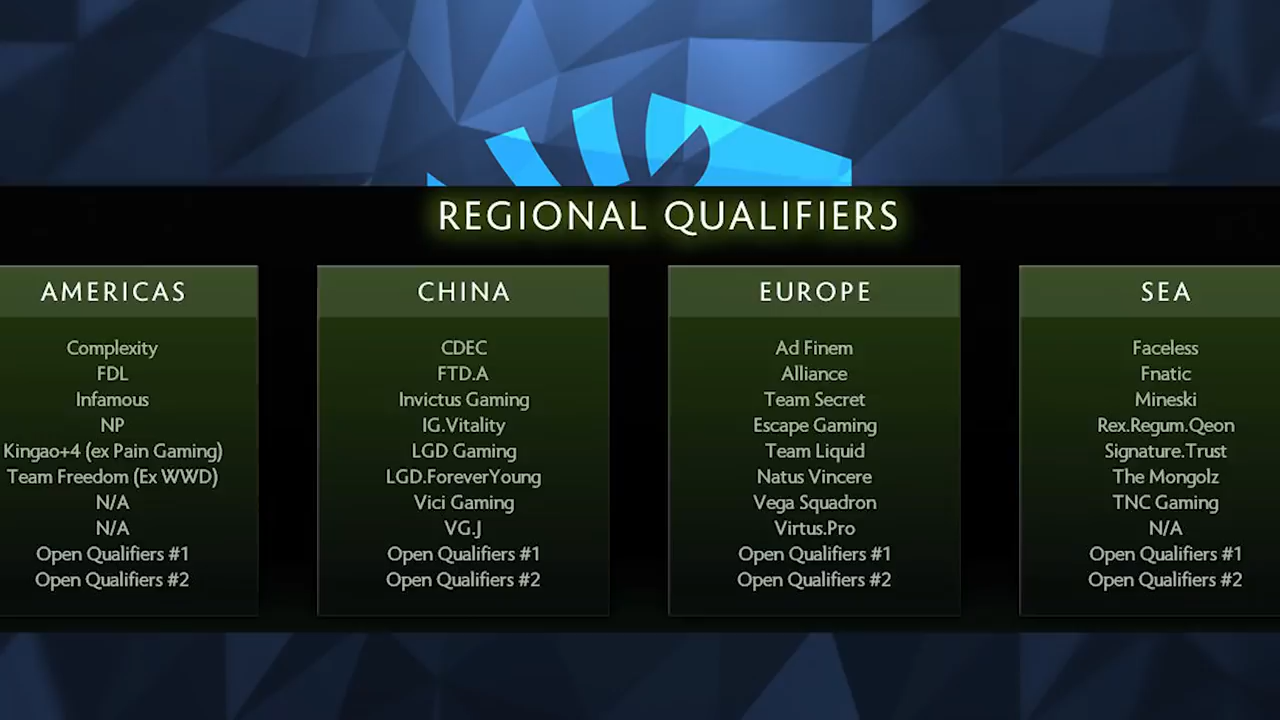 REGIONAL QUALIFIERS
AMERICAS
Complexity
FDL
Infamous
NP
Kingao+4 (ex Pain Gaming)
Team Freedom (Ex WWD)
N/A
N/A
Open Qualifiers #1
Open Qualifiers #2
CHINA
CDEC
FTD.A
Invictus Gaming
IG.Vitality
LGD Gaming
LGD.ForeverYoung
Vici Gaming
VG.J
Open Qualifiers #1
Open Qualifiers #2
EUROPE
Ad Finem
Alliance
Team Secret
Escape Gaming
Team Liquid
Natus Vincere
Vega Squadron
Virtus.Pro
Open Qualifiers #1
Open Qualifiers #2
SEA
Faceless
Fnatic
Mineski
Rex.Regum.Qeon
Signature.Trust
The Mongolz
TNC Gaming
N/A
Open Qualifiers #1
Open Qualifiers #2